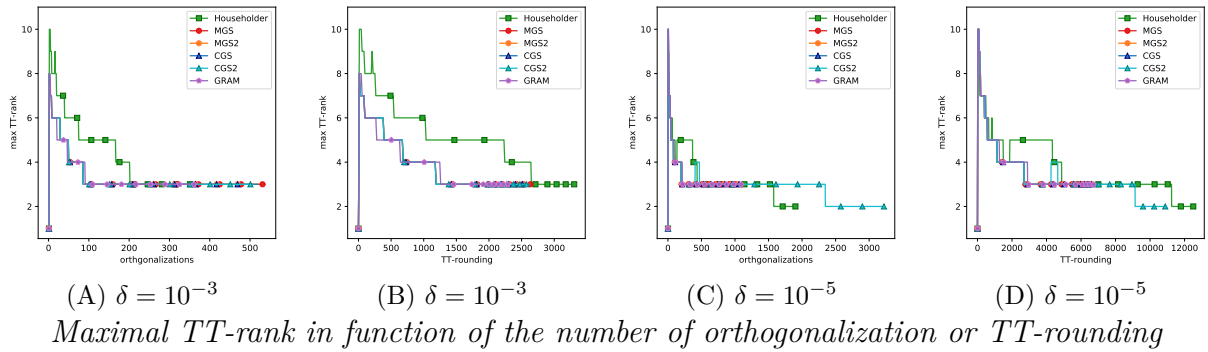 Householder
MGS
MGS2
CGS
CGS2
GRAM
max TT-rank
10
8
6
4
2
0 100 200 300 400 500
orthgonalizations
Householder
MGS
MGS2
CGS
CGS2
GRAM
max TT-rank
10
8
6
4
2
0 500 1000 1500 2000 2500 3000
TT-rounding
Householder
MGS
MGS2
CGS
CGS2
GRAM
max TT-rank
10
8
6
4
2
0 500 1000 1500 2000 2500 3000
orthgonalizations
Householder
MGS
MGS2
CGS
CGS2
GRAM
max TT-rank
10
8
6
4
2
0 2000 4000 6000 8000 10000 12000
TT-rounding
(A) δ = 10⁻³ (B) δ = 10⁻³ (C) δ = 10⁻⁵ (D) δ = 10⁻⁵
Maximal TT-rank in function of the number of orthogonalization or TT-rounding